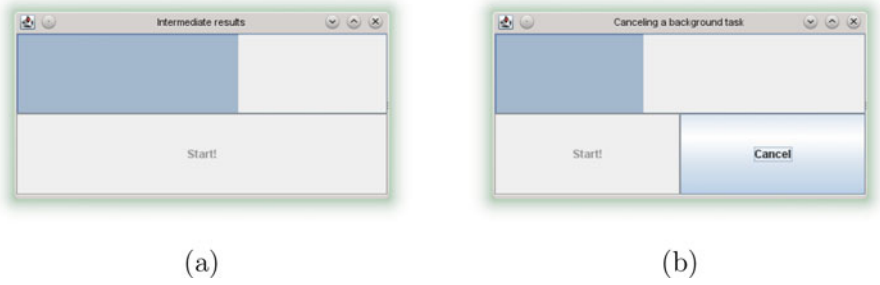 Intermediate results
Start!
(a)
Canceling a background task
Start!
Cancel
(b)